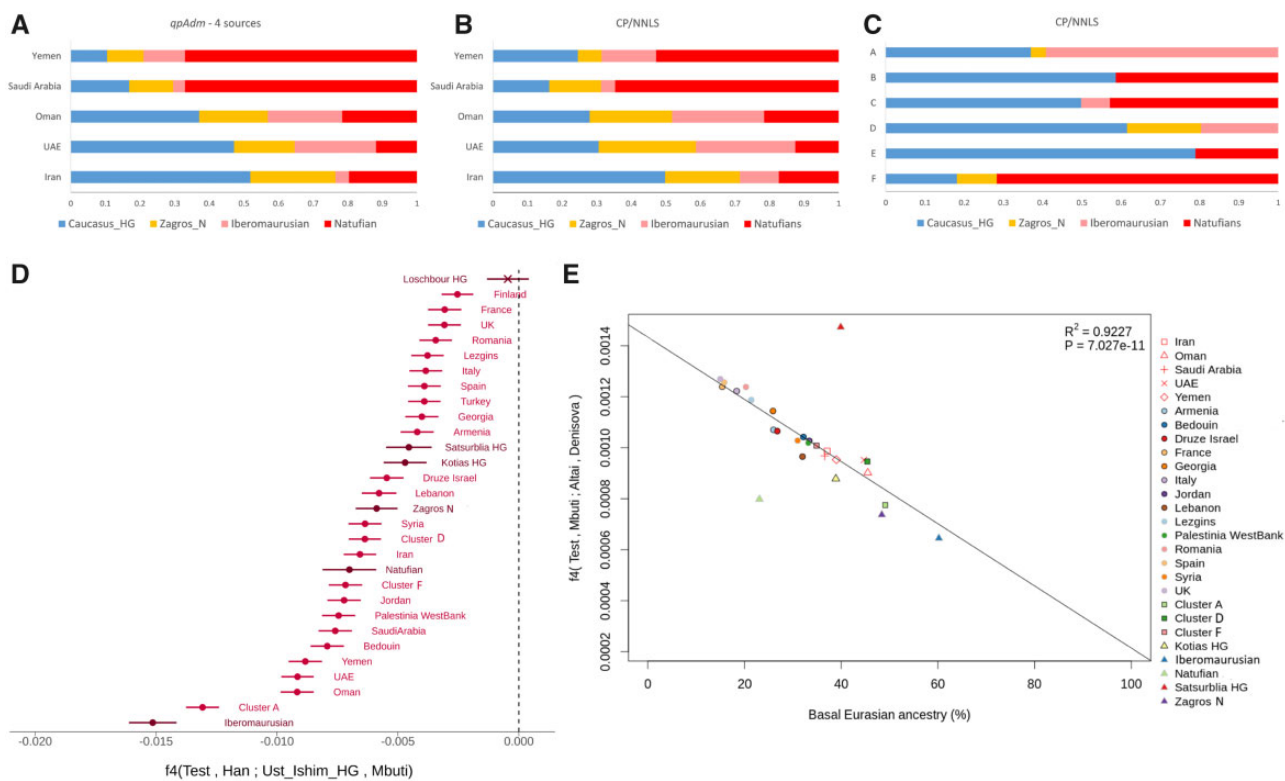 A
qpAdm - 4 sources
Yemen
Saudi Arabia
Oman
UAE
Iran
0 0.1 0.2 0.3 0.4 0.5 0.6 0.7 0.8 0.9 1
Caucasus_HG Zagros_N Iberomaurusian Natufian
B
CP/NNLS
Yemen
Saudi Arabia
Oman
UAE
Iran
0 0.1 0.2 0.3 0.4 0.5 0.6 0.7 0.8 0.9 1
Caucasus_HG Zagros_N Iberomaurusian Natufians
C
CP/NNLS
A
B
C
D
E
F
0 0.1 0.2 0.3 0.4 0.5 0.6 0.7 0.8 0.9 1
Caucasus_HG Zagros_N Iberomaurusian Natufians
D
Loschbour HG
Finland
France
UK
Romania
Lezgins
Italy
Spain
Turkey
Georgia
Armenia
Satsurblia HG
Kotias HG
Druze Israel
Lebanon
Zagros N
Syria
Cluster D
Iran
Natufian
Cluster F
Jordan
Palestinia WestBank
SaudiArabia
Bedouin
Yemen
UAE
Oman
Cluster A
Iberomaurusian
-0.020 -0.015 -0.010 -0.005 0.000
f4(Test , Han ; Ust_Ishim_HG , Mbuti)
E
f4( Test , Mbuti ; Altai , Denisova )
0.0002 0.0004 0.0006 0.0008 0.0010 0.0012 0.0014
R² = 0.9227
P = 7.027e-11
0 20 40 60 80 100
Basal Eurasian ancestry (%)
Iran
Oman
Saudi Arabia
UAE
Yemen
Armenia
Bedouin
Druze Israel
France
Georgia
Italy
Jordan
Lebanon
Lezgins
Palestinia WestBank
Romania
Spain
Syria
UK
Cluster A
Cluster D
Cluster F
Kotias HG
Iberomaurusian
Natufian
Satsurblia HG
Zagros N